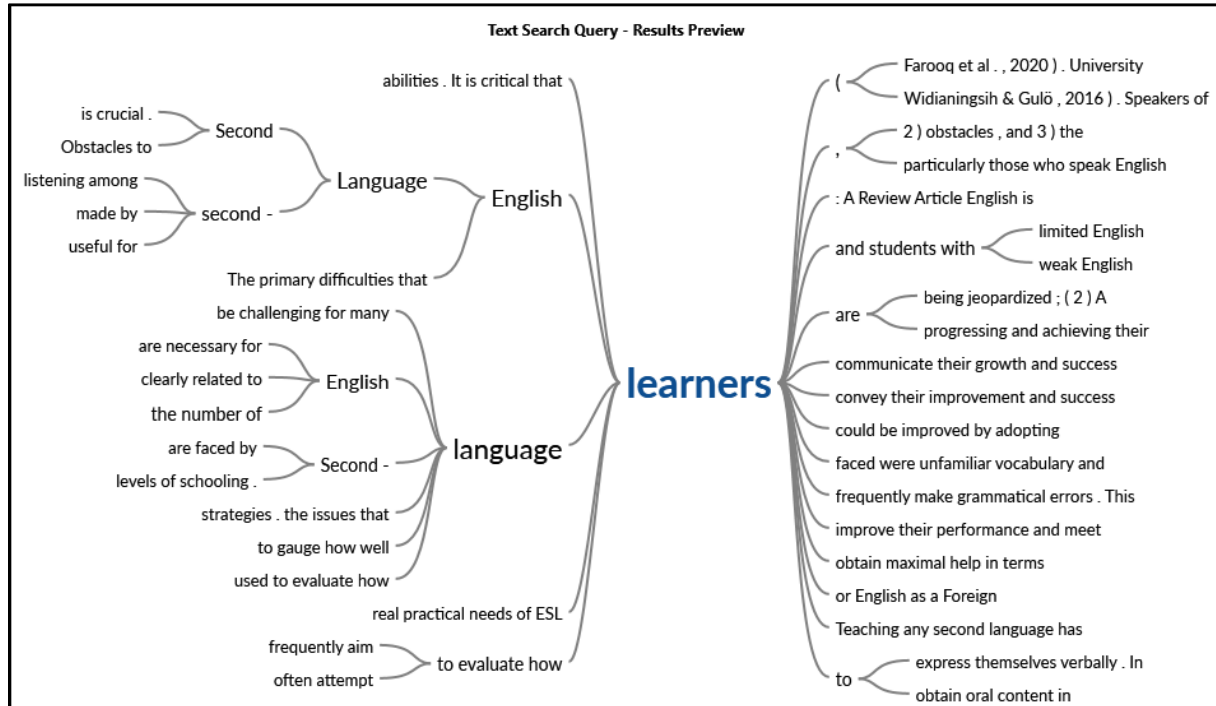 Text Search Query - Results Preview
abilities . It is critical that
is crucial .
Obstacles to
Second
listening among
made by
useful for
second -
Language
The primary difficulties that
English
be challenging for many
are necessary for
clearly related to
the number of
English
are faced by
levels of schooling .
Second -
strategies . the issues that
to gauge how well
used to evaluate how
language
real practical needs of ESL
frequently aim
often attempt
to evaluate how
learners
(
Farooq et al . , 2020 ) . University
Widianingsih & Gulö , 2016 ) . Speakers of
,
2 ) obstacles , and 3 ) the
particularly those who speak English
: A Review Article English is
and students with
limited English
weak English
are
being jeopardized ; ( 2 ) A
progressing and achieving their
communicate their growth and success
convey their improvement and success
could be improved by adopting
faced were unfamiliar vocabulary and
frequently make grammatical errors . This
improve their performance and meet
obtain maximal help in terms
or English as a Foreign
Teaching any second language has
to
express themselves verbally . In
obtain oral content in